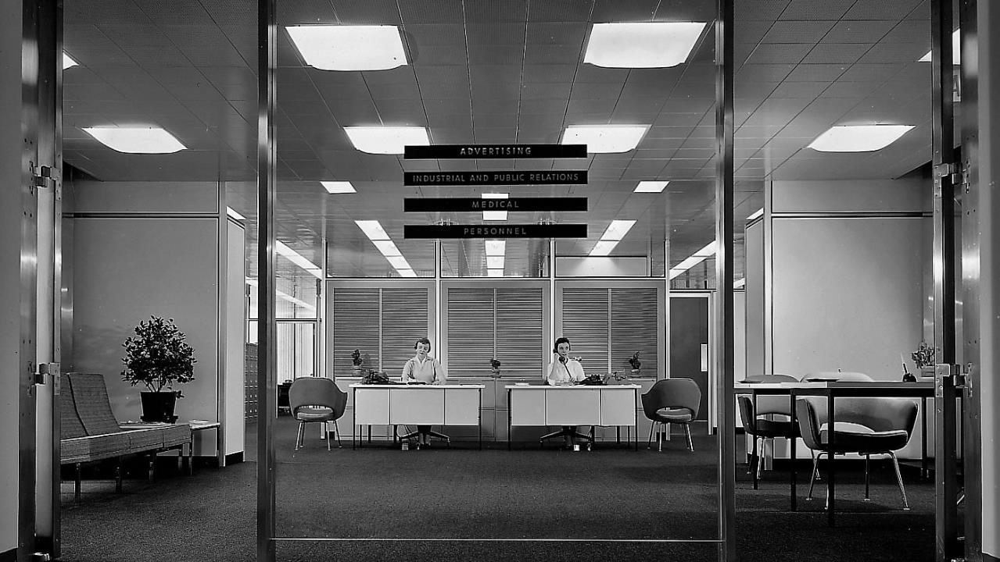 ADVERTISING
INDUSTRIAL AND PUBLIC RELATIONS
MEDICAL
PERSONNEL